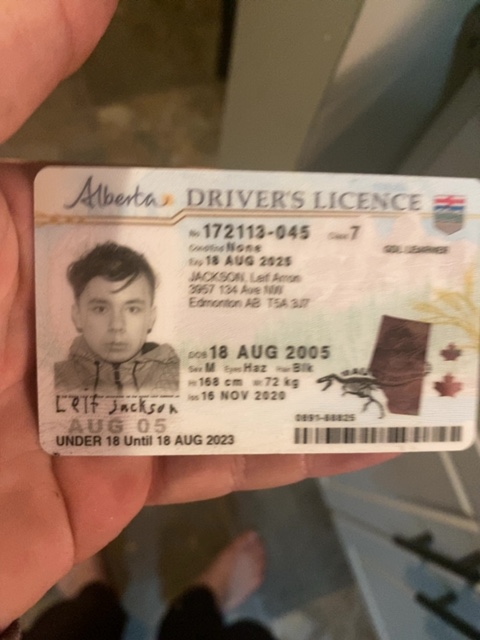 Alberta DRIVER'S LICENCE
No 172113-045 Class 7
Condition None GDL LEARNER
Exp 18 AUG 2025
JACKSON, Leif Arron
3957 134 Ave NW
Edmonton AB T5A 3J7
DOB 18 AUG 2005
Sex M Eyes Haz Hair Blk
Ht 168 cm Wt 72 kg
Iss 16 NOV 2020
Leif Jackson
AUG 05
0891-88825
UNDER 18 Until 18 AUG 2023